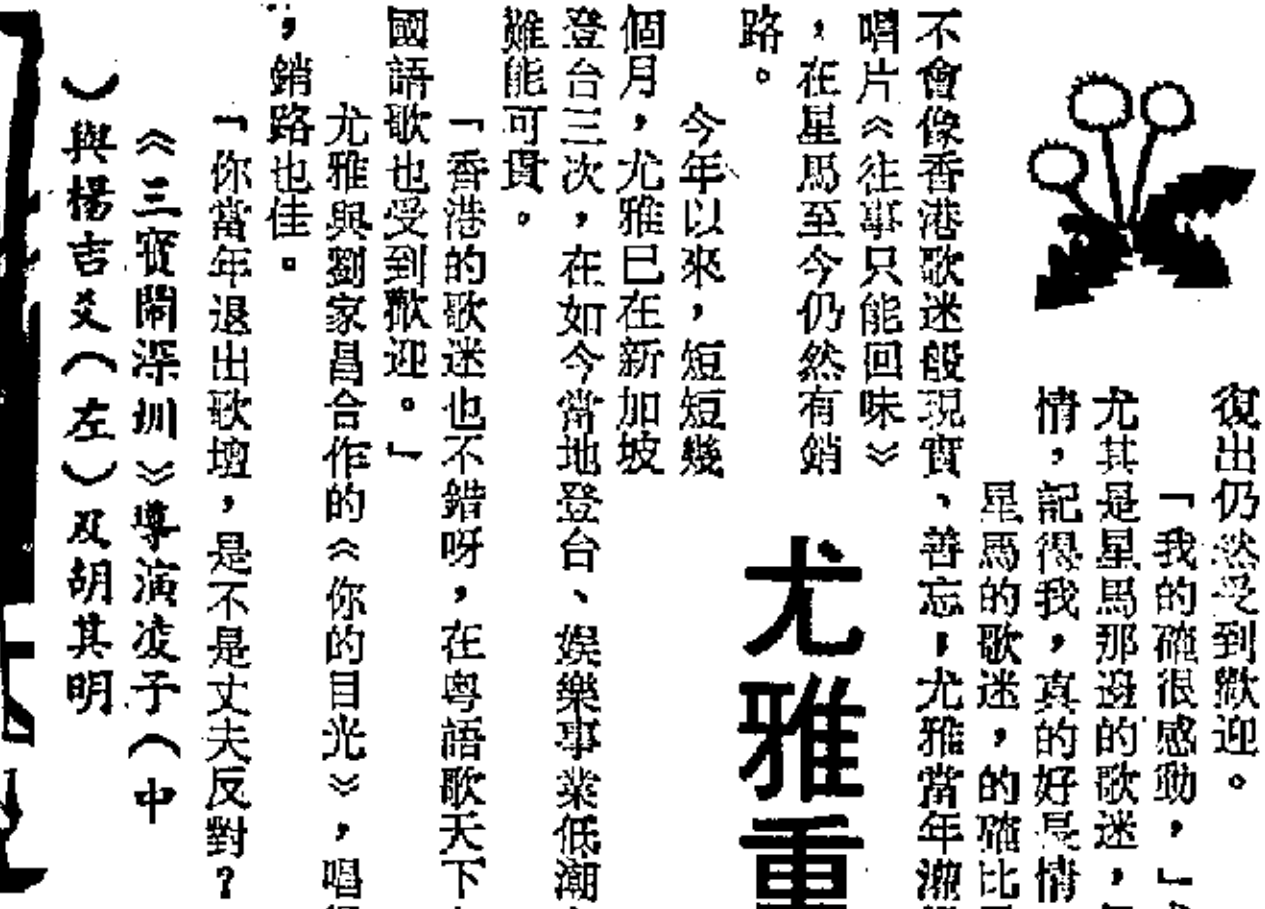 復出仍然受到歡迎。
「我的確很感動，」
尤其是星馬那邊的歌迷，
情，記得我，真的好長情
星馬的歌迷，的確比
不會像香港歌迷般現實、善忘；尤雅當年灌
唱片《往事只能回味》
，在星馬至今仍然有銷
路。
尤雅重
今年以來，短短幾
個月，尤雅已在新加坡
登台三次，在如今當地登台、娛樂事業低潮
難能可貴。
「香港的歌迷也不錯呀，在粵語歌天下
國語歌也受到歡迎。」
尤雅與劉家昌合作的《你的目光》，唱
，銷路也佳。
「你當年退出歌壇，是不是丈夫反對？
《三寶鬧深圳》導演凌子（中
）與楊吉爻（左）及胡其明